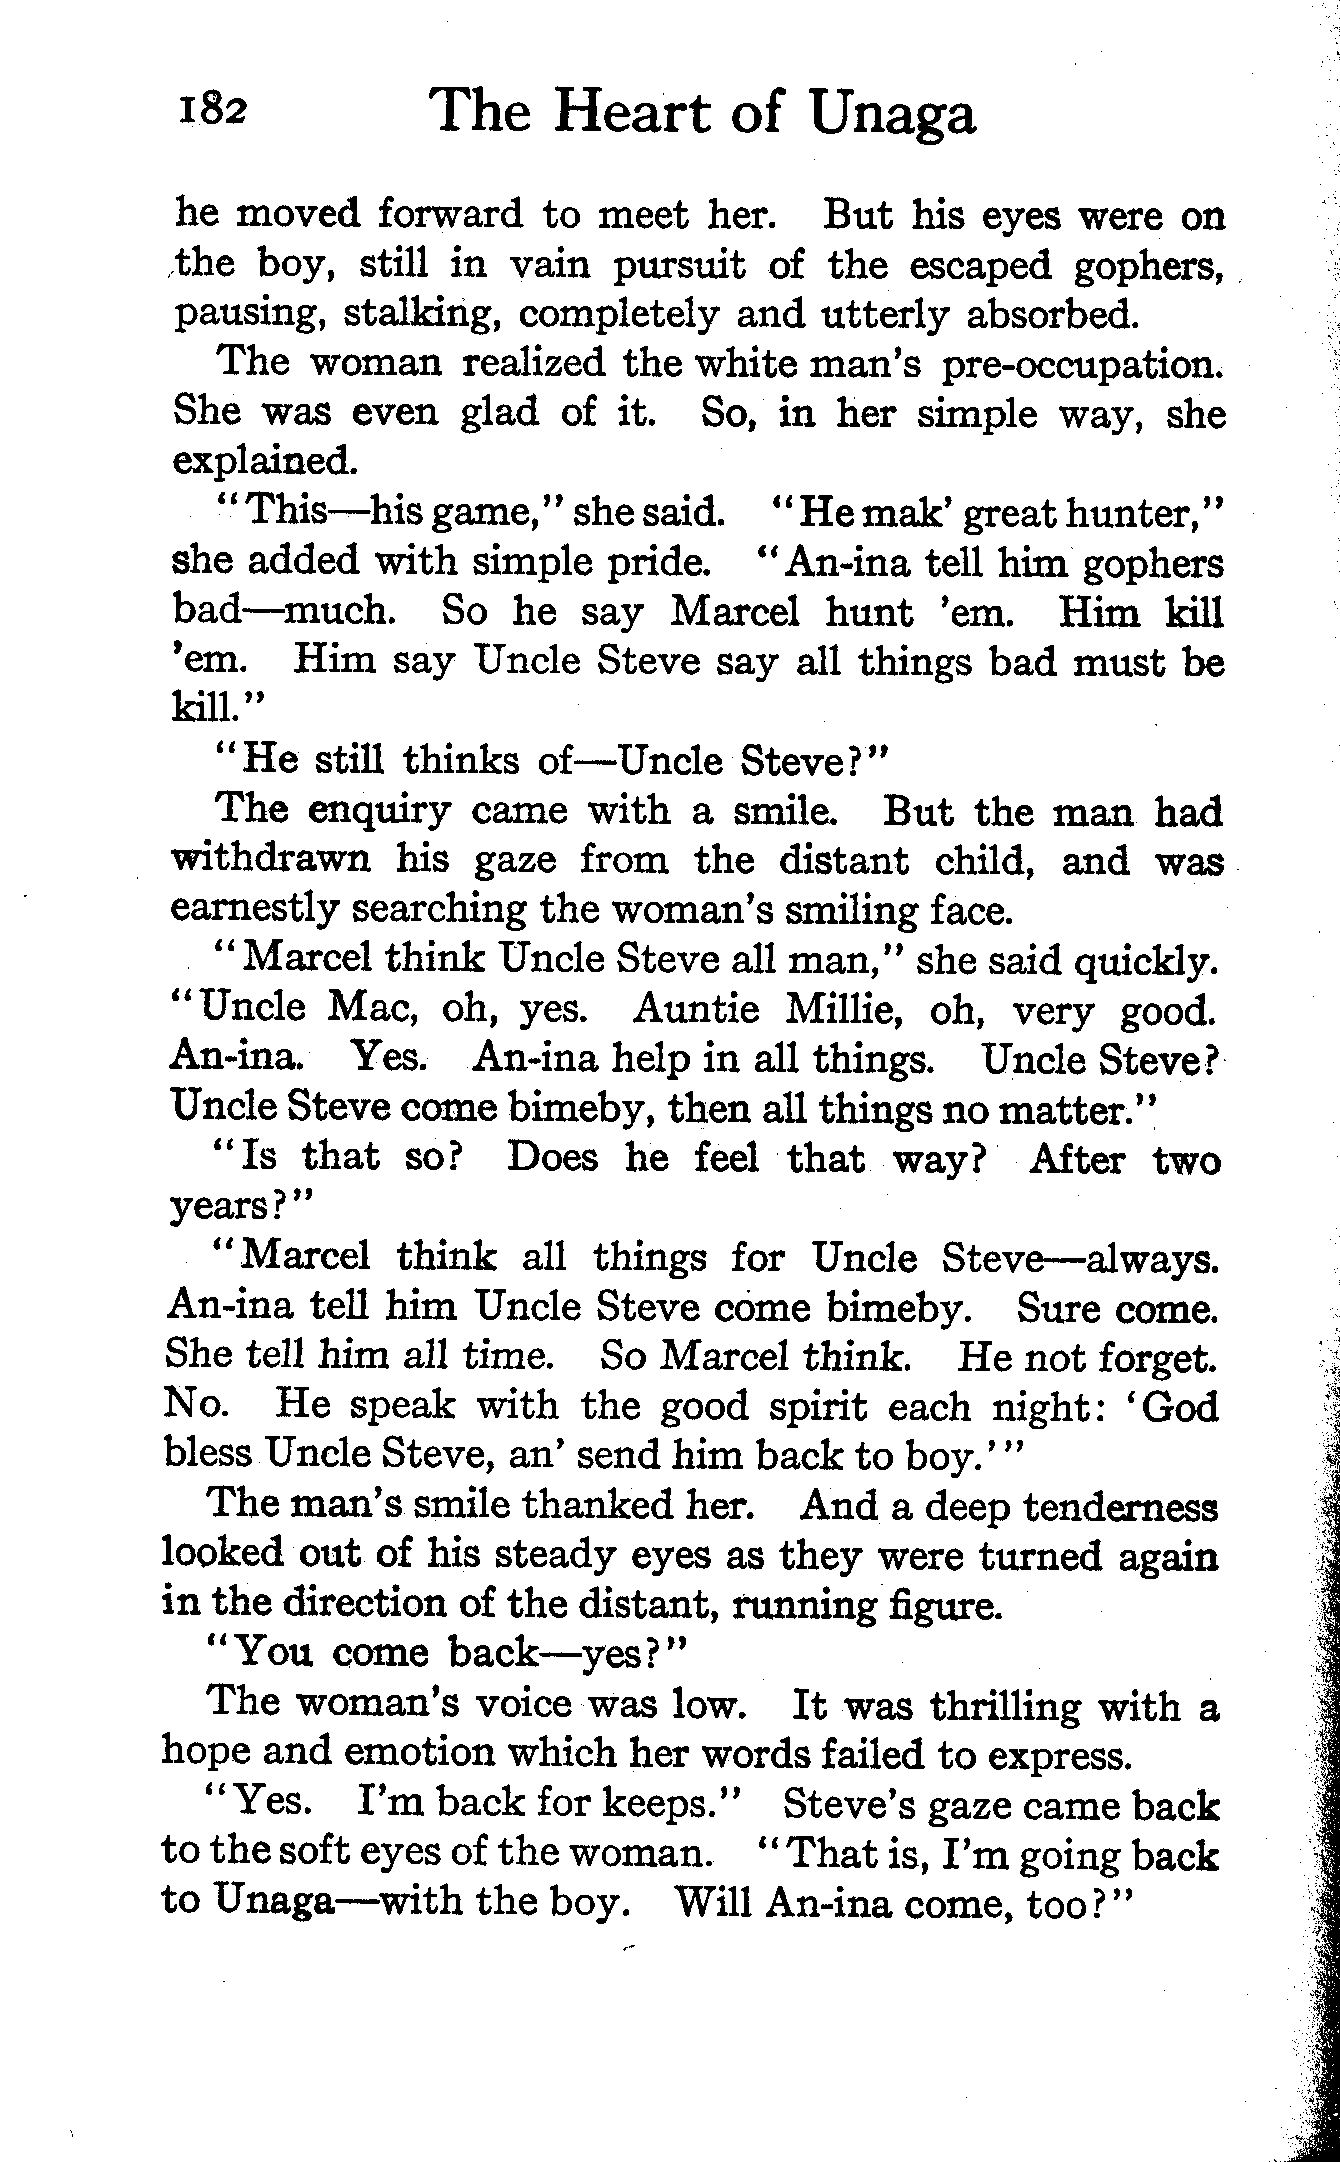 182 The Heart of Unaga
he moved forward to meet her. But his eyes were on
the boy, still in vain pursuit of the escaped gophers,
pausing, stalking, completely and utterly absorbed.
The woman realized the white man's pre-occupation.
She was even glad of it. So, in her simple way, she
explained.
"This—his game," she said. "He mak' great hunter,"
she added with simple pride. "An-ina tell him gophers
bad—much. So he say Marcel hunt 'em. Him kill
'em. Him say Uncle Steve say all things bad must be
kill."
"He still thinks of—Uncle Steve?"
The enquiry came with a smile. But the man had
withdrawn his gaze from the distant child, and was
earnestly searching the woman's smiling face.
"Marcel think Uncle Steve all man," she said quickly.
"Uncle Mac, oh, yes. Auntie Millie, oh, very good.
An-ina. Yes. An-ina help in all things. Uncle Steve?
Uncle Steve come bimeby, then all things no matter."
"Is that so? Does he feel that way? After two
years?"
"Marcel think all things for Uncle Steve—always.
An-ina tell him Uncle Steve come bimeby. Sure come.
She tell him all time. So Marcel think. He not forget.
No. He speak with the good spirit each night: 'God
bless Uncle Steve, an' send him back to boy.'"
The man's smile thanked her. And a deep tenderness
looked out of his steady eyes as they were turned again
in the direction of the distant, running figure.
"You come back—yes?"
The woman's voice was low. It was thrilling with a
hope and emotion which her words failed to express.
"Yes. I'm back for keeps." Steve's gaze came back
to the soft eyes of the woman. "That is, I'm going back
to Unaga—with the boy. Will An-ina come, too?"